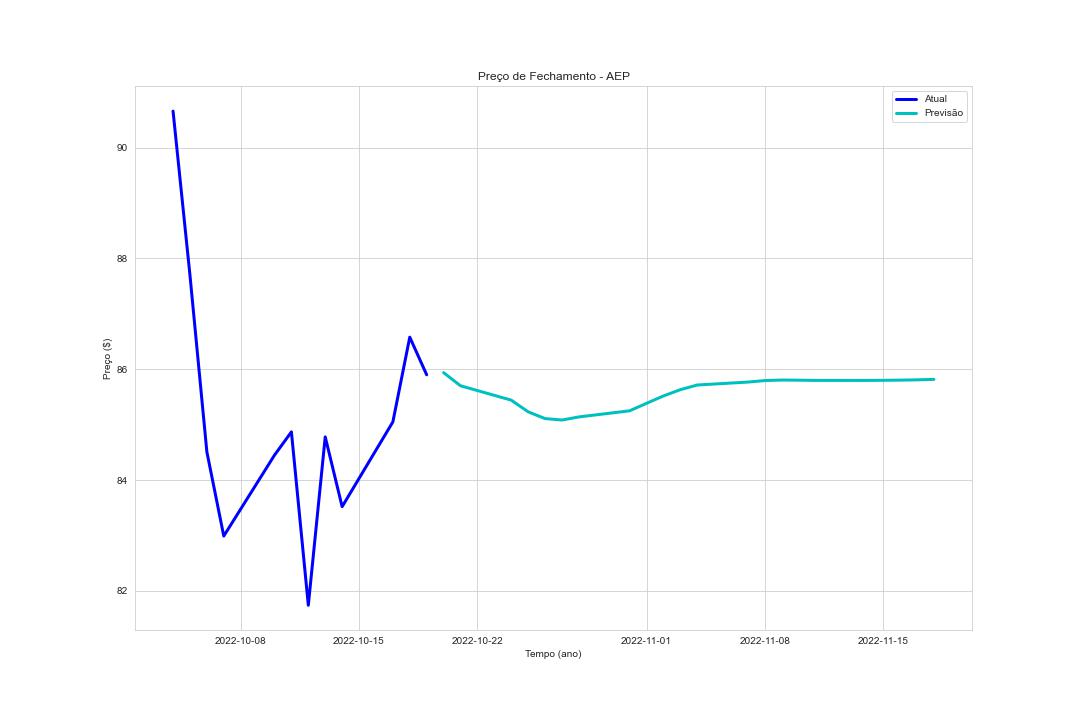 Preço de Fechamento - AEP
Atual
Previsão
90
88
86
84
82
Preço ($)
2022-10-08
2022-10-15
2022-10-22
2022-11-01
2022-11-08
2022-11-15
Tempo (ano)